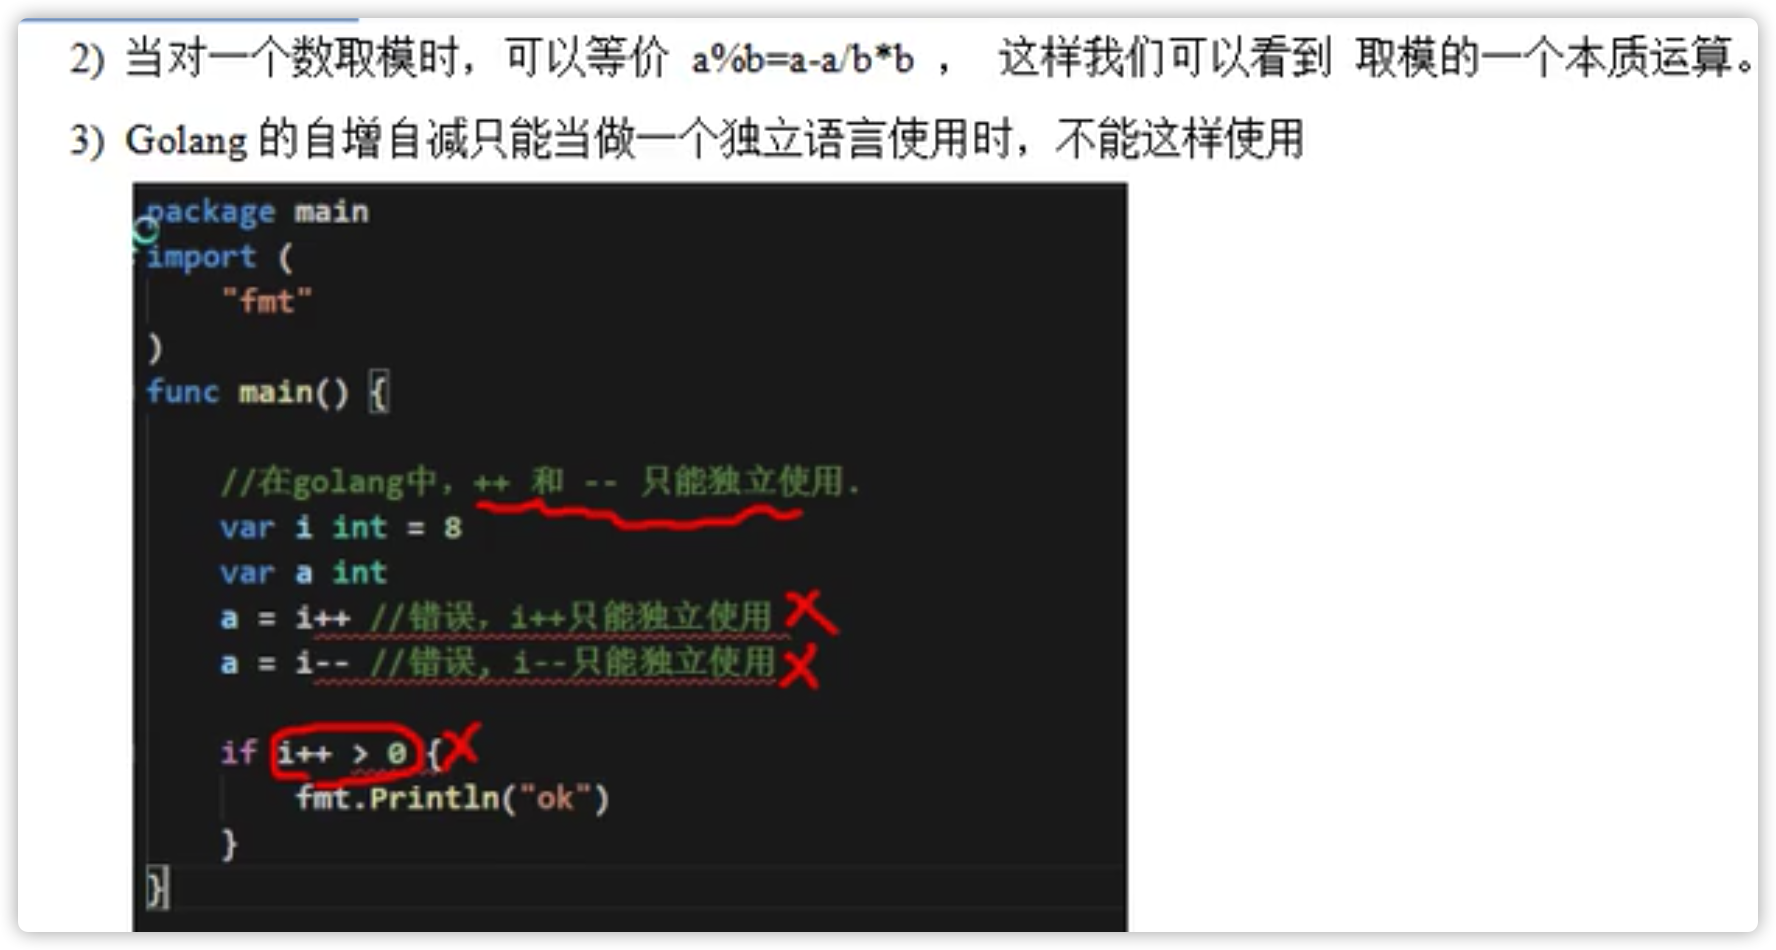 2) 当对一个数取模时，可以等价 a%b=a-a/b*b ， 这样我们可以看到 取模的一个本质运算。
3) Golang 的自增自减只能当做一个独立语言使用时，不能这样使用
package main
import (
"fmt"
)
func main() {
//在golang中，++ 和 -- 只能独立使用.
var i int = 8
var a int
a = i++ //错误，i++只能独立使用
a = i-- //错误, i--只能独立使用
if i++ > 0 {
fmt.Println("ok")
}
}